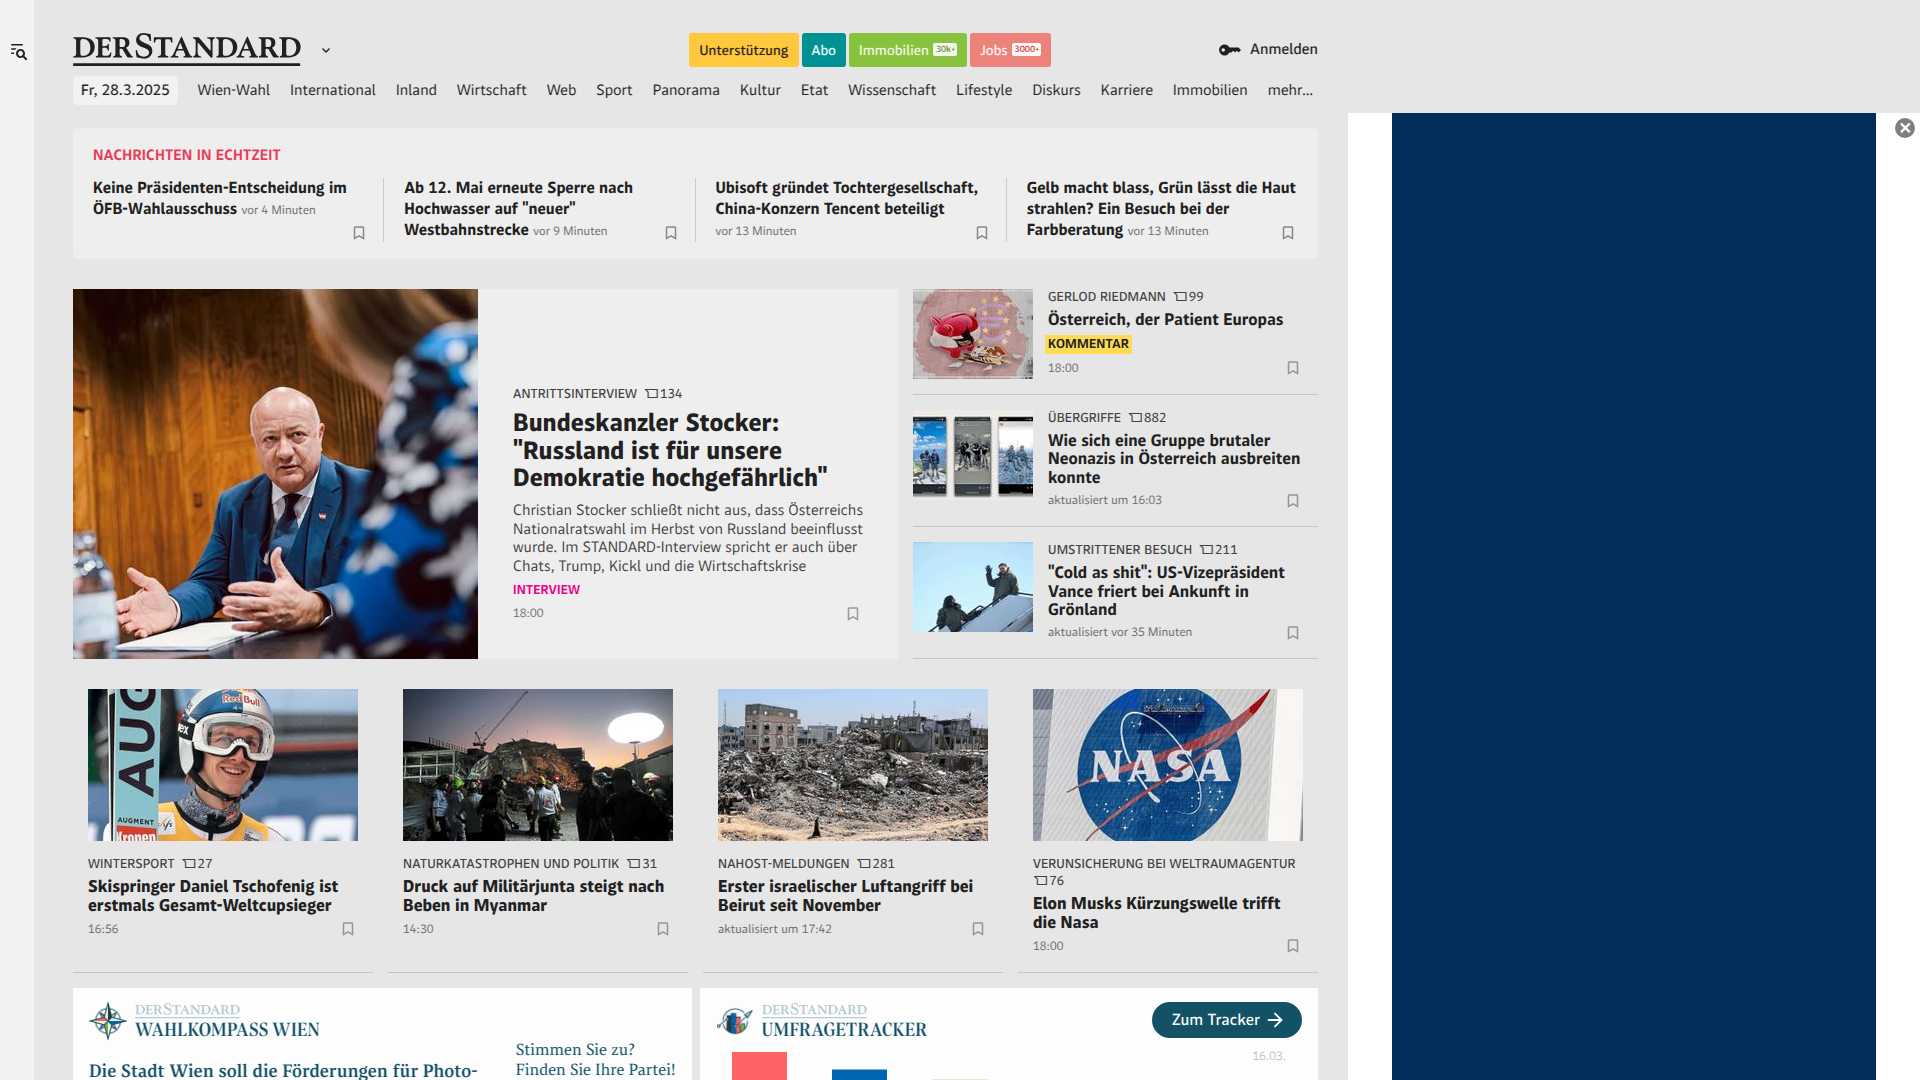 DERSTANDARD
Unterstützung
Abo
Immobilien 30k+
Jobs 3000+
Anmelden
Fr, 28.3.2025
Wien-Wahl
International
Inland
Wirtschaft
Web
Sport
Panorama
Kultur
Etat
Wissenschaft
Lifestyle
Diskurs
Karriere
Immobilien
mehr...
NACHRICHTEN IN ECHTZEIT
Keine Präsidenten-Entscheidung im
ÖFB-Wahlausschuss vor 4 Minuten
Ab 12. Mai erneute Sperre nach
Hochwasser auf "neuer"
Westbahnstrecke vor 9 Minuten
Ubisoft gründet Tochtergesellschaft,
China-Konzern Tencent beteiligt
vor 13 Minuten
Gelb macht blass, Grün lässt die Haut
strahlen? Ein Besuch bei der
Farbberatung vor 13 Minuten
ANTRITTSINTERVIEW 134
Bundeskanzler Stocker:
"Russland ist für unsere
Demokratie hochgefährlich"
Christian Stocker schließt nicht aus, dass Österreichs
Nationalratswahl im Herbst von Russland beeinflusst
wurde. Im STANDARD-Interview spricht er auch über
Chats, Trump, Kickl und die Wirtschaftskrise
INTERVIEW
18:00
GERLOD RIEDMANN 99
Österreich, der Patient Europas
KOMMENTAR
18:00
ÜBERGRIFFE 882
Wie sich eine Gruppe brutaler
Neonazis in Österreich ausbreiten
konnte
aktualisiert um 16:03
UMSTRITTENER BESUCH 211
"Cold as shit": US-Vizepräsident
Vance friert bei Ankunft in
Grönland
aktualisiert vor 35 Minuten
AUG
Red Bull
AUGMENT
Kronen
WINTERSPORT 27
Skispringer Daniel Tschofenig ist
erstmals Gesamt-Weltcupsieger
16:56
NATURKATASTROPHEN UND POLITIK 31
Druck auf Militärjunta steigt nach
Beben in Myanmar
14:30
NAHOST-MELDUNGEN 281
Erster israelischer Luftangriff bei
Beirut seit November
aktualisiert um 17:42
NASA
VERUNSICHERUNG BEI WELTRAUMAGENTUR
76
Elon Musks Kürzungswelle trifft
die Nasa
18:00
DERSTANDARD
WAHLKOMPASS WIEN
Die Stadt Wien soll die Förderungen für Photo-
Stimmen Sie zu?
Finden Sie Ihre Partei!
DERSTANDARD
UMFRAGETRACKER
Zum Tracker
16.03.